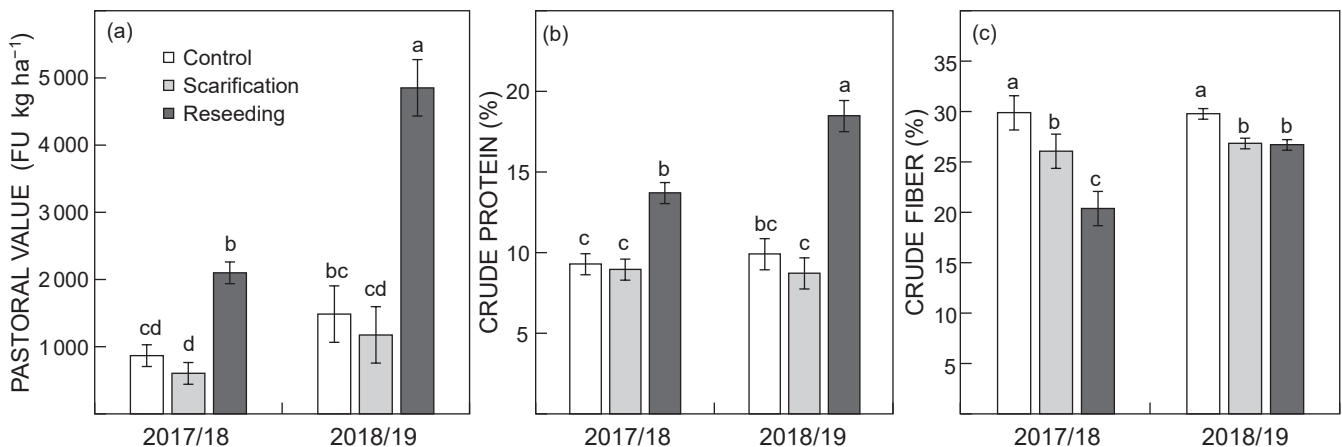 (a)
Control
Scarification
Reseeding
PASTORAL VALUE (FU kg ha⁻¹)
5 000
4 000
3 000
2 000
1 000
cd
d
b
bc
cd
a
2017/18
2018/19
(b)
CRUDE PROTEIN (%)
20
15
10
5
c
c
b
bc
c
a
2017/18
2018/19
(c)
CRUDE FIBER (%)
35
30
25
20
15
10
5
a
b
c
a
b
b
2017/18
2018/19